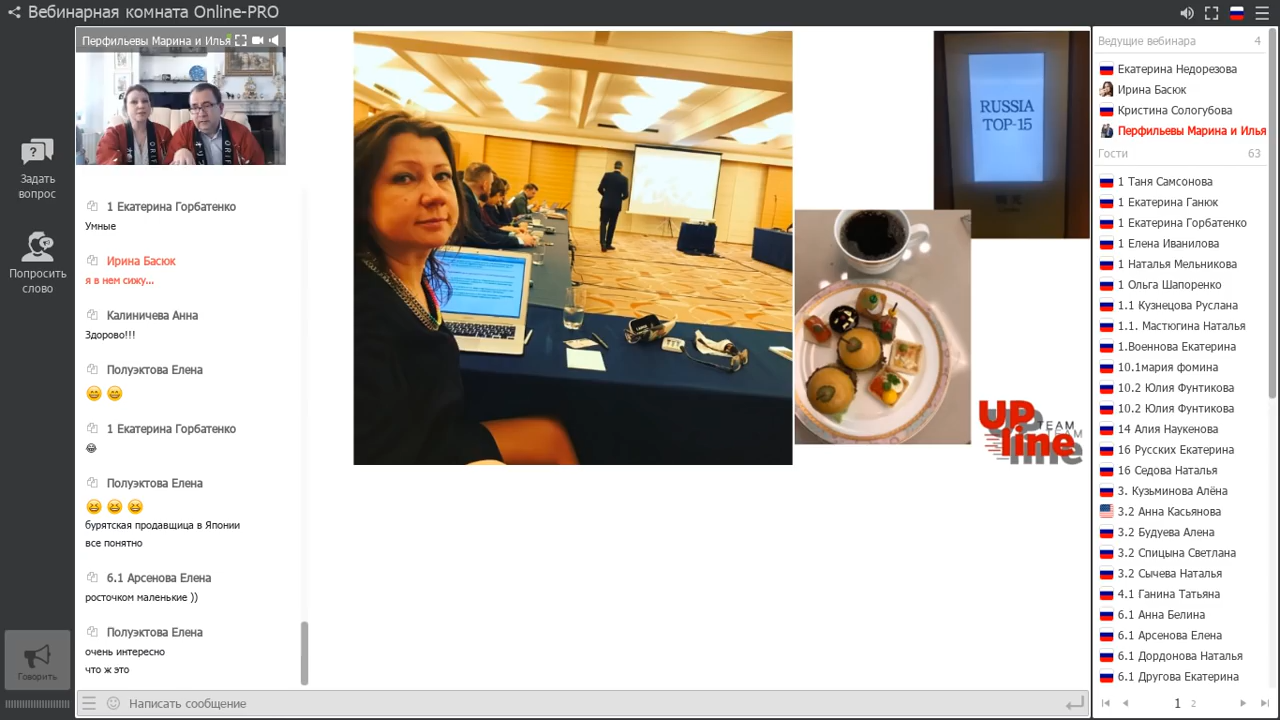 Вебинарная комната Online-PRO
Задать
вопрос
Попросить
слово
Говорить
Перфильевы Марина и Илья
1 Екатерина Горбатенко
Умные
Ирина Басюк
я в нем сижу...
Калиничева Анна
Здорово!!!
Полуэктова Елена
1 Екатерина Горбатенко
Полуэктова Елена
бурятская продавщица в Японии
все понятно
6.1 Арсенова Елена
росточком маленькие ))
Полуэктова Елена
очень интересно
что ж это
Написать сообщение
RUSSIA
TOP-15
UP
TEAM
line
Ведущие вебинара 4
Екатерина Недорезова
Ирина Басюк
Кристина Сологубова
Перфильевы Марина и Илья
Гости 63
1 Таня Самсонова
1 Екатерина Ганюк
1 Екатерина Горбатенко
1 Елена Иванилова
1 Наталья Мельникова
1 Ольга Шапоренко
1.1 Кузнецова Руслана
1.1. Мастюгина Наталья
1.Военнова Екатерина
10.1мария фомина
10.2 Юлия Фунтикова
10.2 Юлия Фунтикова
14 Алия Наукенова
16 Русских Екатерина
16 Седова Наталья
3. Кузьминова Алёна
3.2 Анна Касьянова
3.2 Будуева Алена
3.2 Спицына Светлана
3.2 Сычева Наталья
4.1 Ганина Татьяна
6.1 Анна Белина
6.1 Арсенова Елена
6.1 Дордонова Наталья
6.1 Другова Екатерина
1 2